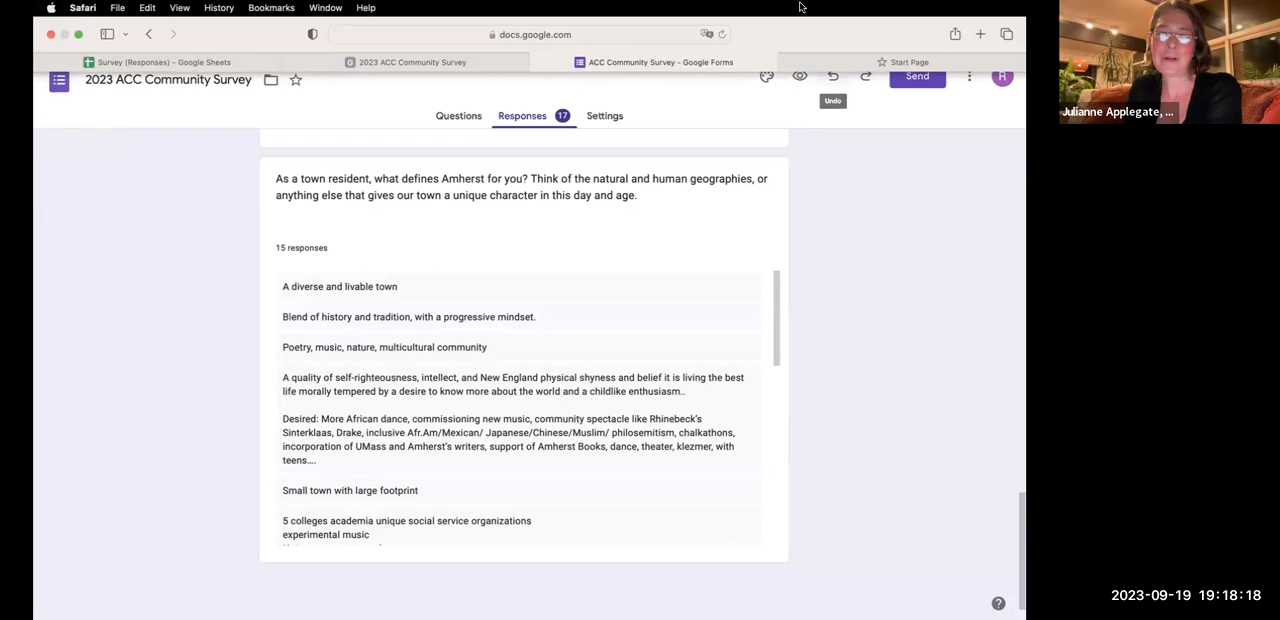 Safari File Edit View History Bookmarks Window Help
docs.google.com
Survey (Responses) - Google Sheets
2023 ACC Community Survey
ACC Community Survey - Google Forms
Start Page
2023 ACC Community Survey
Send
R
Undo
Questions
Responses 17
Settings
As a town resident, what defines Amherst for you? Think of the natural and human geographies, or
anything else that gives our town a unique character in this day and age.
15 responses
A diverse and livable town
Blend of history and tradition, with a progressive mindset.
Poetry, music, nature, multicultural community
A quality of self-righteousness, intellect, and New England physical shyness and belief it is living the best
life morally tempered by a desire to know more about the world and a childlike enthusiasm..
Desired: More African dance, commissioning new music, community spectacle like Rhinebeck's
Sinterklaas, Drake, inclusive Afr.Am/Mexican/ Japanese/Chinese/Muslim/ philosemitism, chalkathons,
incorporation of UMass and Amherst's writers, support of Amherst Books, dance, theater, klezmer, with
teens....
Small town with large footprint
5 colleges academia unique social service organizations
experimental music
Julianne Applegate, ...
2023-09-19 19:18:18